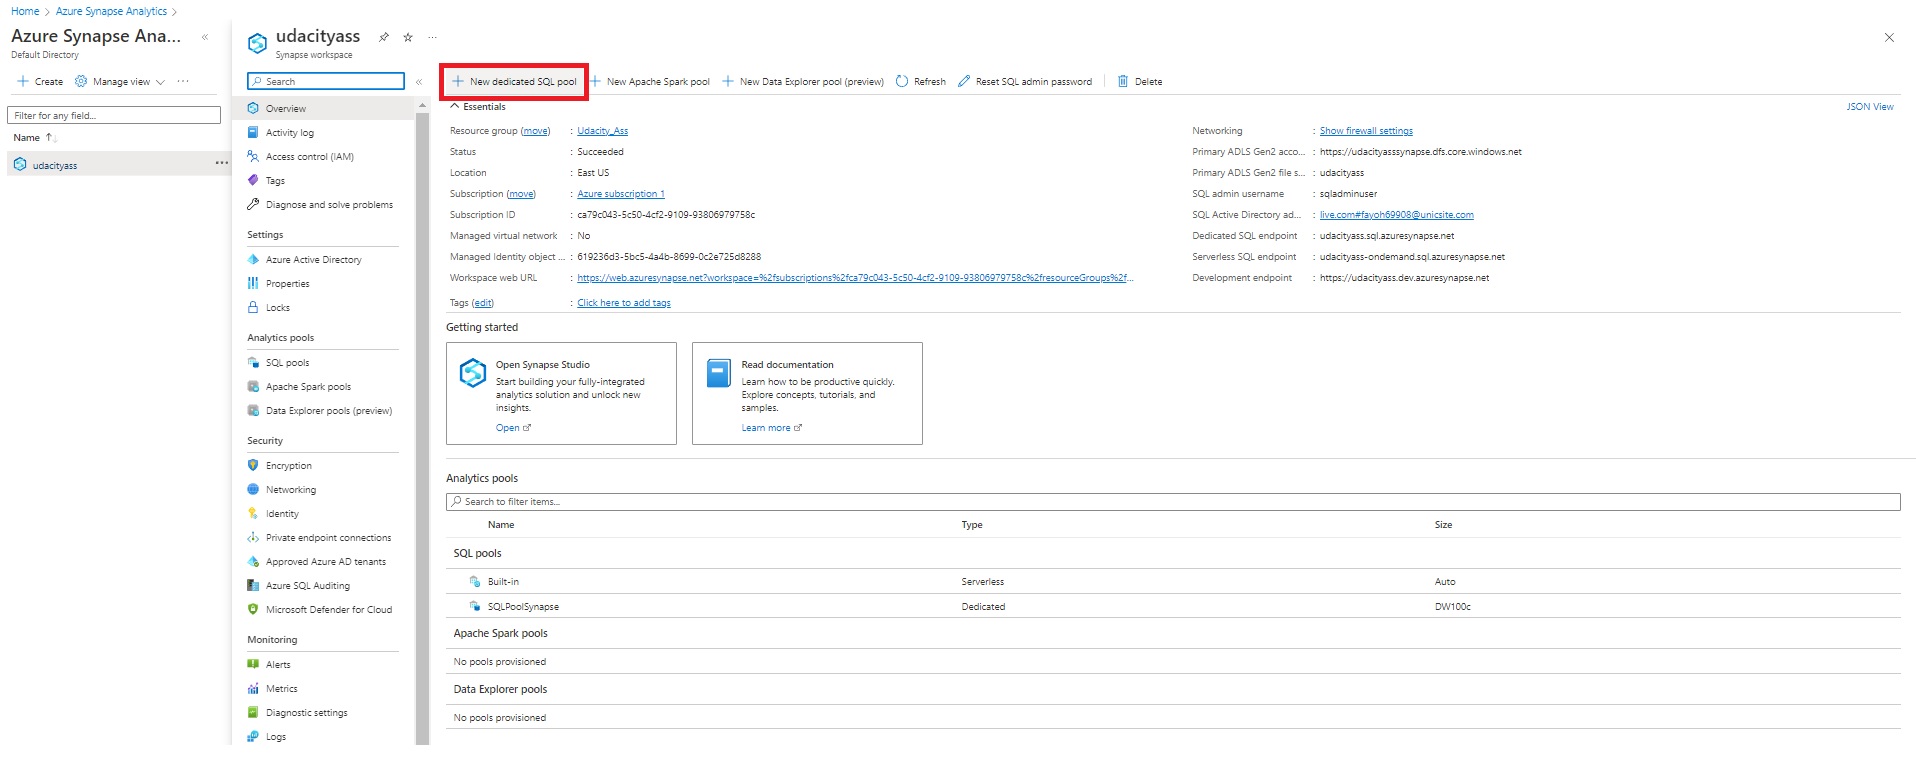 Home > Azure Synapse Analytics >
Azure Synapse Ana... «
Default Directory
+ Create Manage view ...
Filter for any field...
Name ↑↓
udacityass ...
udacityass ...
Synapse workspace
Search «
Overview
Activity log
Access control (IAM)
Tags
Diagnose and solve problems
Settings
Azure Active Directory
Properties
Locks
Analytics pools
SQL pools
Apache Spark pools
Data Explorer pools (preview)
Security
Encryption
Networking
Identity
Private endpoint connections
Approved Azure AD tenants
Azure SQL Auditing
Microsoft Defender for Cloud
Monitoring
Alerts
Metrics
Diagnostic settings
Logs
+ New dedicated SQL pool + New Apache Spark pool + New Data Explorer pool (preview) Refresh Reset SQL admin password Delete
Essentials JSON View
Resource group (move) : Udacity_Ass
Status : Succeeded
Location : East US
Subscription (move) : Azure subscription 1
Subscription ID : ca79c043-5c50-4cf2-9109-93806979758c
Managed virtual network : No
Managed Identity object ... : 619236d3-5bc5-4a4b-8699-0c2e725d8288
Workspace web URL : https://web.azuresynapse.net?workspace=%2fsubscriptions%2fca79c043-5c50-4cf2-9109-93806979758c%2fresourceGroups%2f...
Tags (edit) : Click here to add tags
Networking : Show firewall settings
Primary ADLS Gen2 acco... : https://udacityasssynapse.dfs.core.windows.net
Primary ADLS Gen2 file s... : udacityass
SQL admin username : sqladminuser
SQL Active Directory ad... : live.com#fayoh69908@unicsite.com
Dedicated SQL endpoint : udacityass.sql.azuresynapse.net
Serverless SQL endpoint : udacityass-ondemand.sql.azuresynapse.net
Development endpoint : https://udacityass.dev.azuresynapse.net
Getting started
Open Synapse Studio
Start building your fully-integrated
analytics solution and unlock new
insights.
Open
Read documentation
Learn how to be productive quickly.
Explore concepts, tutorials, and
samples.
Learn more
Analytics pools
Search to filter items...
Name Type Size
SQL pools
Built-in Serverless Auto
SQLPoolSynapse Dedicated DW100c
Apache Spark pools
No pools provisioned
Data Explorer pools
No pools provisioned